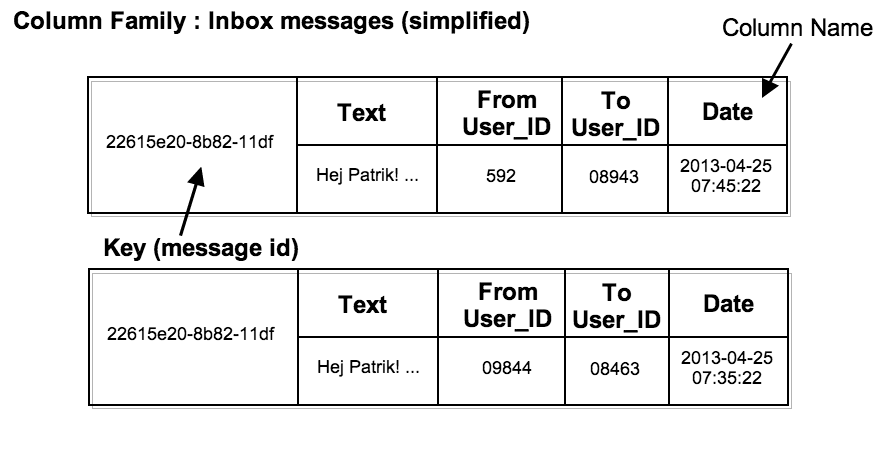 Column Family : Inbox messages (simplified)
Column Name
22615e20-8b82-11df
Text
From
User_ID
To
User_ID
Date
Hej Patrik! ...
592
08943
2013-04-25
07:45:22
Key (message id)
22615e20-8b82-11df
Text
From
User_ID
To
User_ID
Date
Hej Patrik! ...
09844
08463
2013-04-25
07:35:22